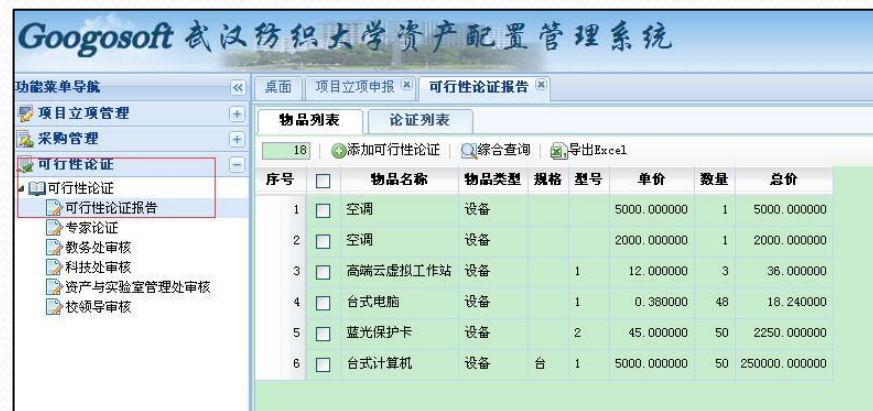 Googosoft 武汉纺织大学资产配置管理系统
功能菜单导航
桌面 项目立项申报 可行性论证报告
项目立项管理
采购管理
可行性论证
可行性论证
可行性论证报告
专家论证
教务处审核
科技处审核
资产与实验室管理处审核
校领导审核
物品列表 论证列表
18 添加可行性论证 综合查询 导出Excel
序号 物品名称 物品类型 规格 型号 单价 数量 总价
1 空调 设备 5000.000000 1 5000.000000
2 空调 设备 2000.000000 1 2000.000000
3 高端云虚拟工作站 设备 1 12.000000 3 36.000000
4 台式电脑 设备 1 0.380000 48 18.240000
5 蓝光保护卡 设备 2 45.000000 50 2250.000000
6 台式计算机 设备 台 1 5000.000000 50 250000.000000